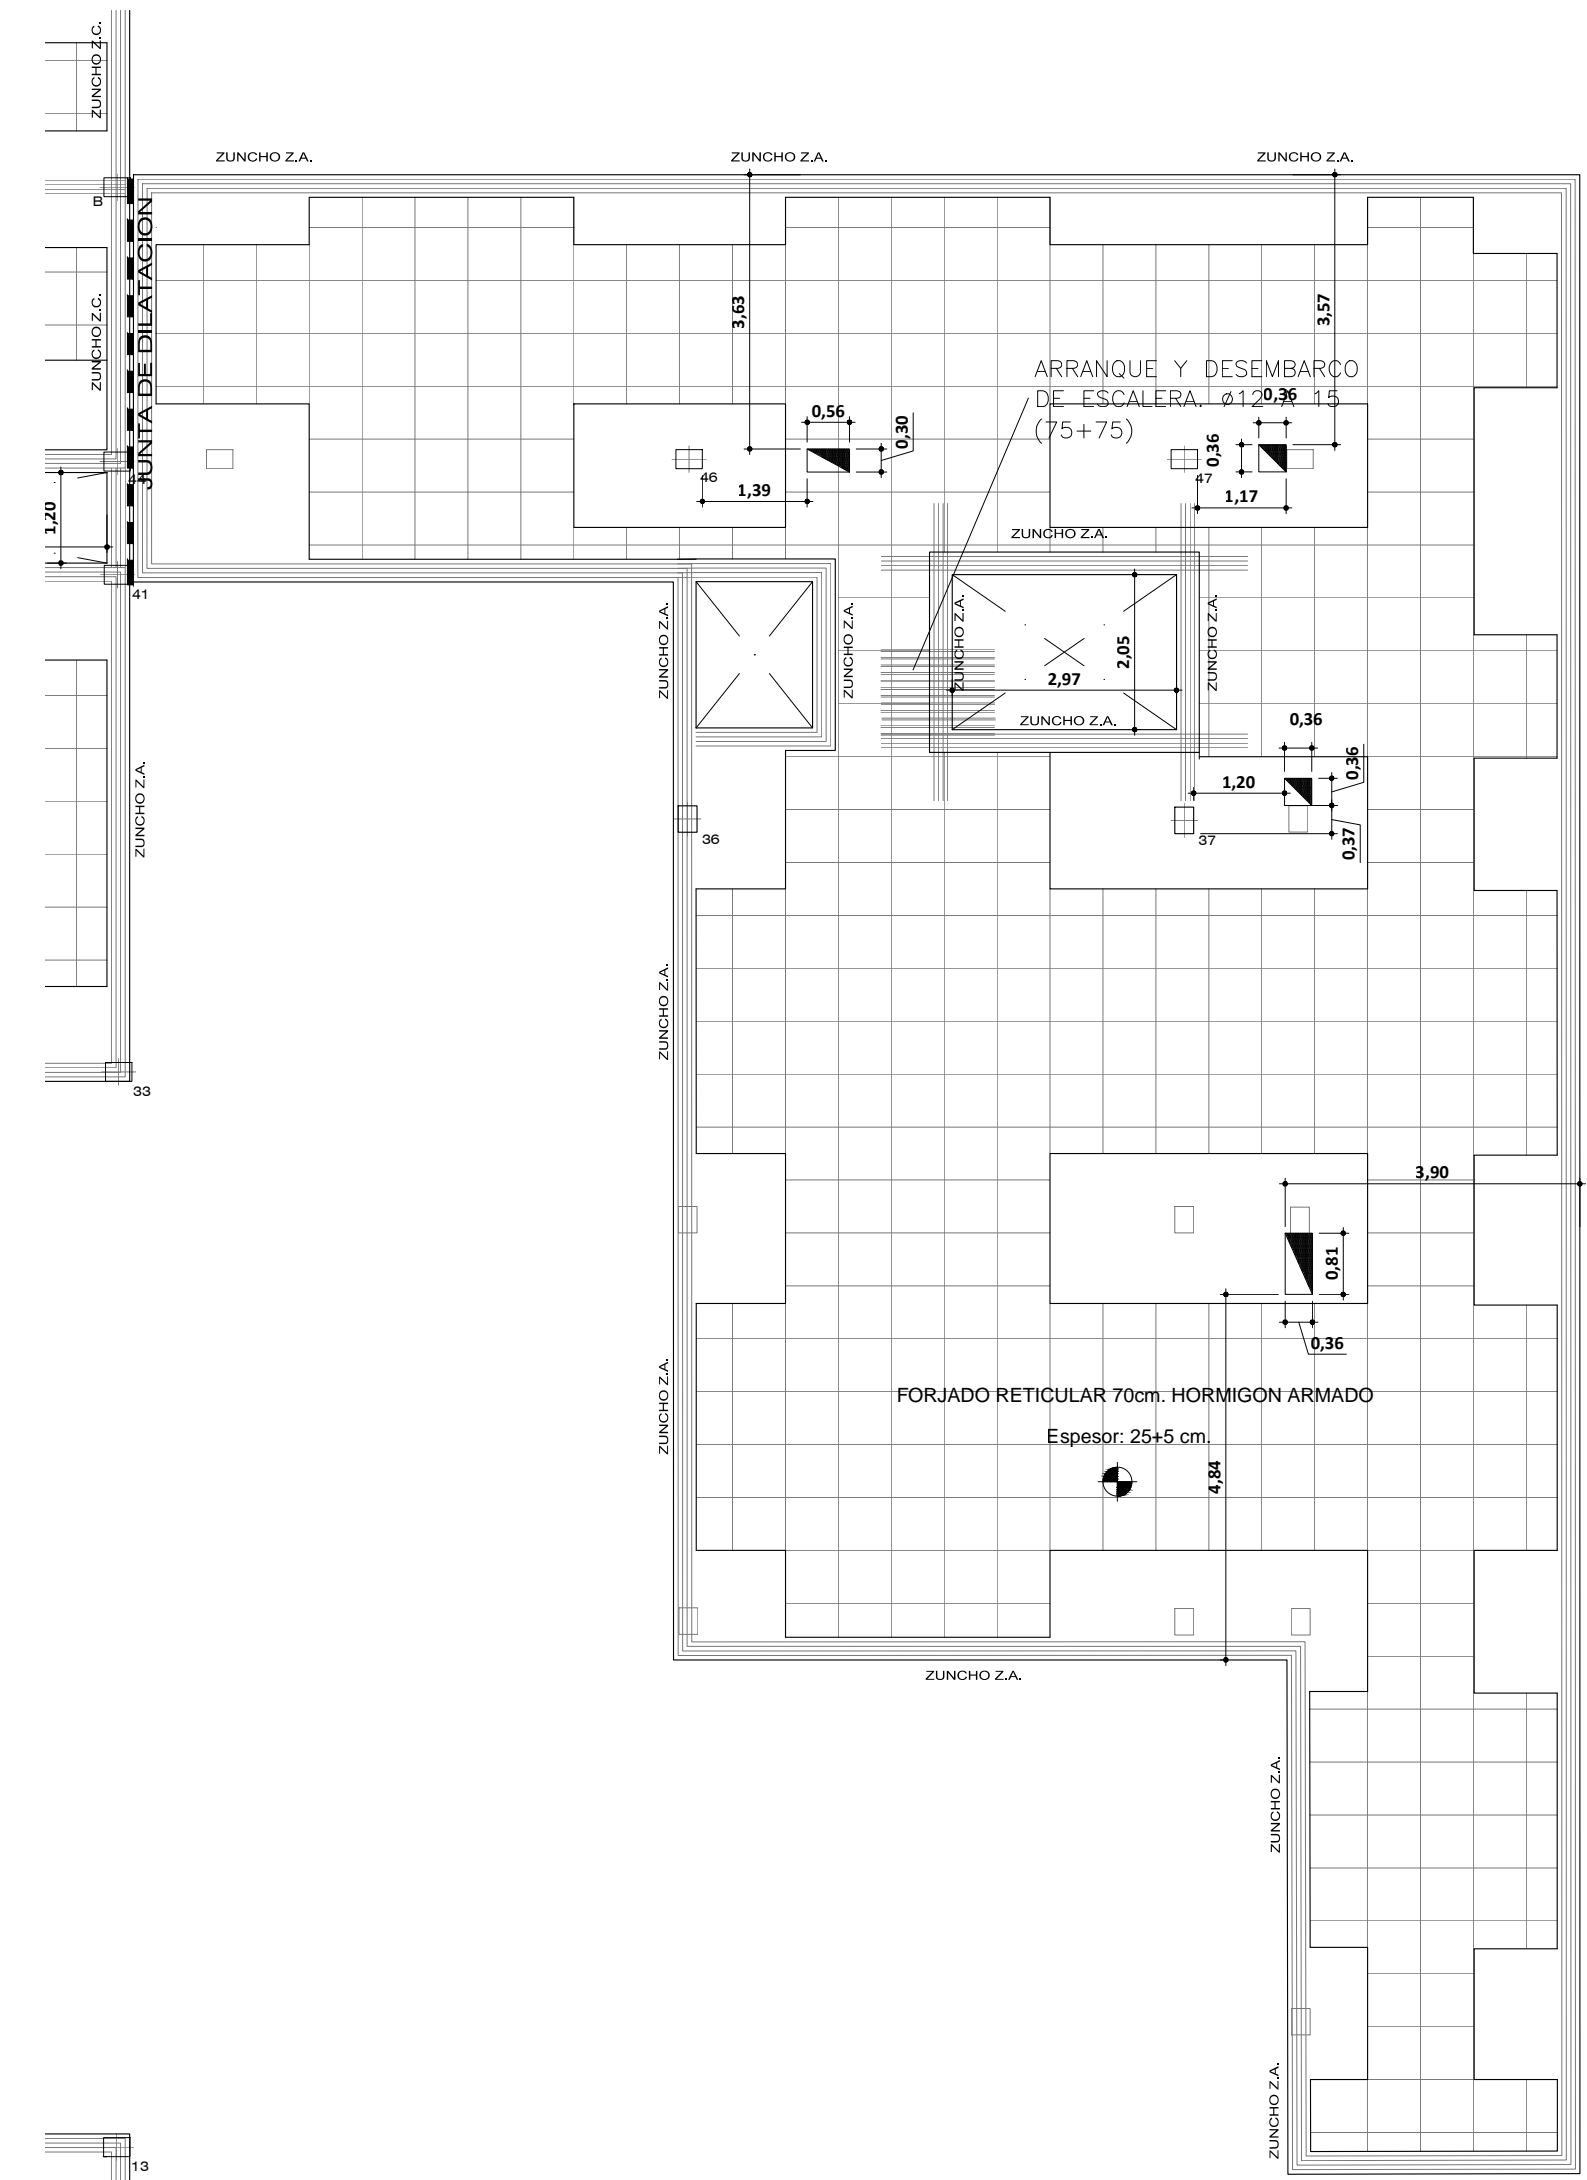 ZUNCHO Z.C.
ZUNCHO Z.A.
ZUNCHO Z.A.
ZUNCHO Z.A.
B
JUNTA DE DILATACION
ZUNCHO Z.C.
3,63
3,57
ARRANQUE Y DESEMBARCO
DE ESCALERA. ø12 A 15
(75+75)
0,36
0,56
0,30
0,36
46
47
1,39
1,17
1,20
ZUNCHO Z.A.
41
ZUNCHO Z.A.
ZUNCHO Z.A.
ZUNCHO Z.A.
ZUNCHO Z.A.
2,05
2,97
ZUNCHO Z.A.
0,36
0,36
1,20
0,37
ZUNCHO Z.A.
36
37
ZUNCHO Z.A.
33
3,90
0,81
0,36
ZUNCHO Z.A.
FORJADO RETICULAR 70cm. HORMIGON ARMADO
Espesor: 25+5 cm.
4,84
ZUNCHO Z.A.
ZUNCHO Z.A.
ZUNCHO Z.A.
13